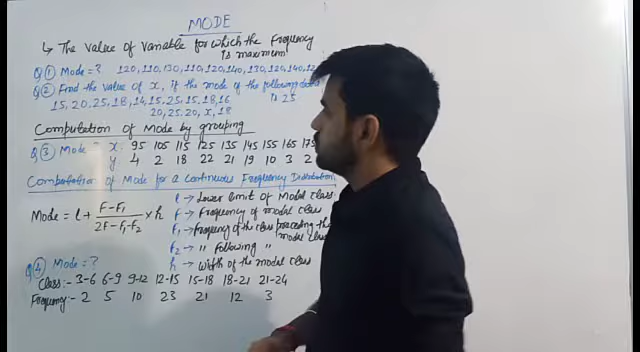 MODE
↳ The value of variable for which the frequency
is maximum
Q① Mode = ? 120, 110, 130, 110, 120, 140, 130, 120, 140, 12
Q② Find the value of x, if the mode of the following data
is 25
15, 20, 25, 18, 14, 15, 25, 15, 18, 16
20, 25, 20, x, 18
Computation of Mode by grouping
Q③ Mode = x: 95 105 115 125 135 145 155 165 175
y 4 2 18 22 21 19 10 3 2
Computation of Mode for a Continuous Frequency Distribution
Mode = l + F-F₁/2F-F₁-F₂ × h
l → Lower limit of Modal class
F → Frequency of modal class
F₁ → Frequency of the class preceding the
modal class
F₂ → " following "
h → width of the modal class
Q④ Mode = ?
Class:- 3-6 6-9 9-12 12-15 15-18 18-21 21-24
Frequency:- 2 5 10 23 21 12 3